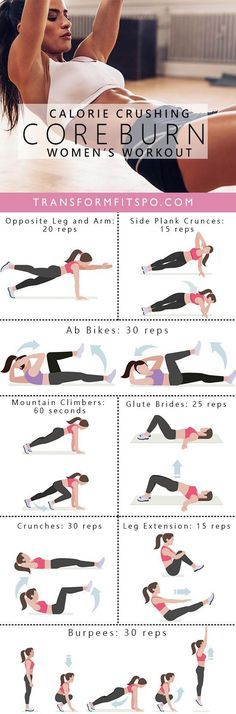 CALORIE CRUSHING
CORE BURN
WOMEN'S WORKOUT
TRANSFORMFITSPO.COM
Opposite Leg and Arm:
20 reps
Side Plank Crunces:
15 reps
Ab Bikes: 30 reps
Mountain Climbers:
60 seconds
Glute Brides: 25 reps
Crunches: 30 reps
Leg Extension: 15 reps
Burpees: 30 reps